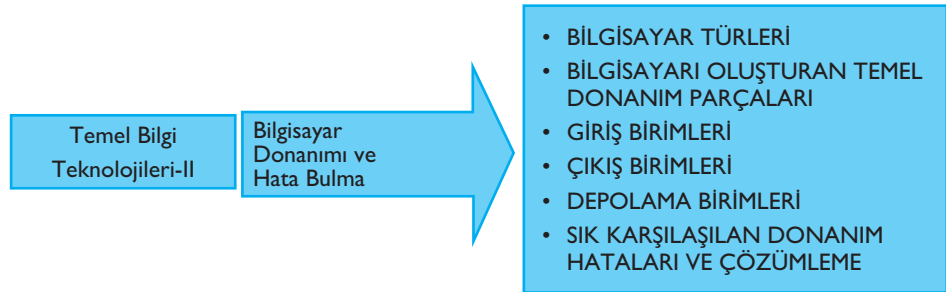 Temel Bilgi
Teknolojileri-II
Bilgisayar
Donanımı ve
Hata Bulma
• BİLGİSAYAR TÜRLERİ
• BİLGİSAYARI OLUŞTURAN TEMEL
DONANIM PARÇALARI
• GİRİŞ BİRİMLERİ
• ÇIKIŞ BİRİMLERİ
• DEPOLAMA BİRİMLERİ
• SIK KARŞILAŞILAN DONANIM
HATALARI VE ÇÖZÜMLEME